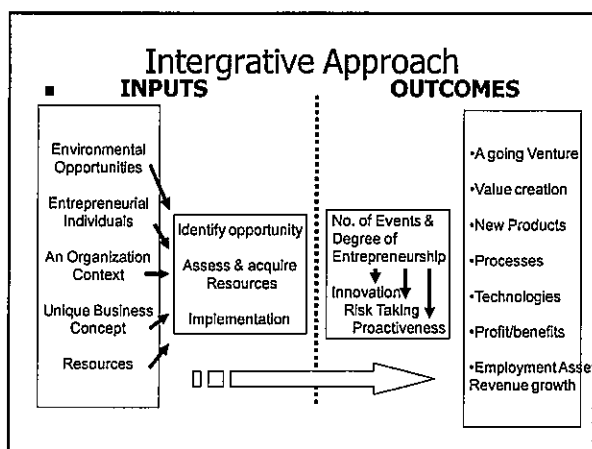 Intergrative Approach
INPUTS
OUTCOMES
Environmental
Opportunities
Entrepreneurial
Individuals
An Organization
Context
Unique Business
Concept
Resources
Identify opportunity
Assess & acquire
Resources
Implementation
No. of Events &
Degree of
Entrepreneurship
Innovation
Risk Taking
Proactiveness
•A going Venture
•Value creation
•New Products
•Processes
•Technologies
•Profit/benefits
•Employment Asse
Revenue growth